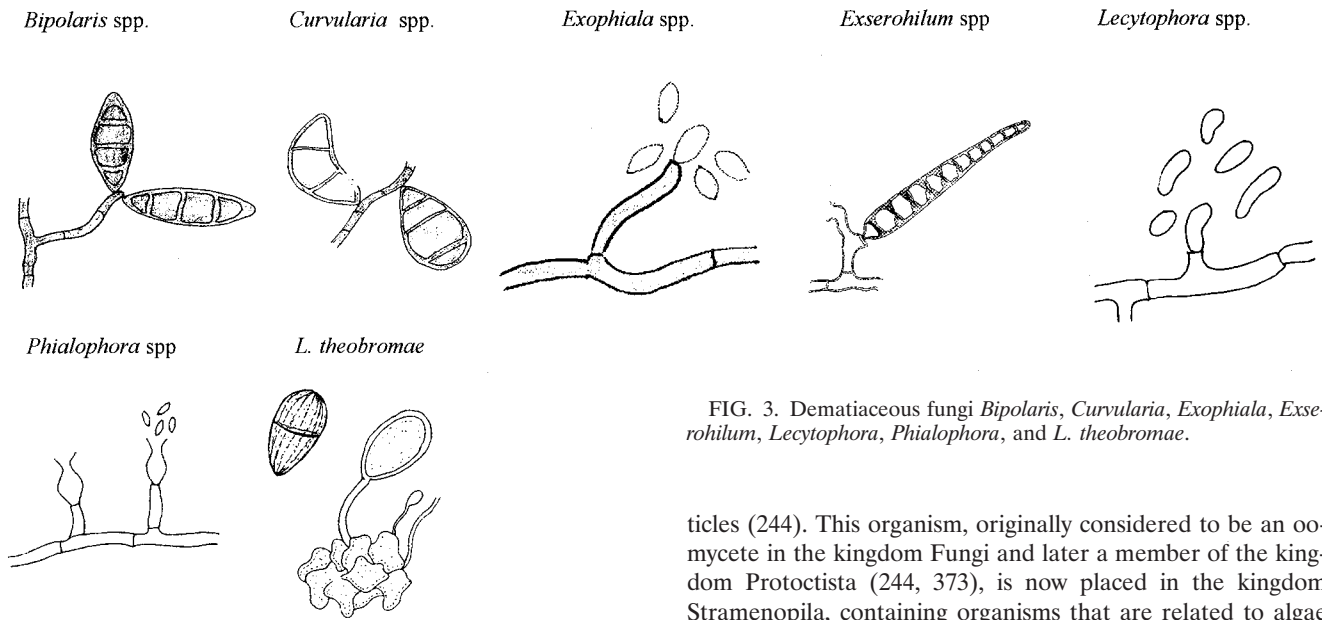 Bipolaris spp.
Curvularia spp.
Exophiala spp.
Exserohilum spp
Lecytophora spp.
Phialophora spp
L. theobromae
FIG. 3. Dematiaceous fungi Bipolaris, Curvularia, Exophiala, Exse-
rohilum, Lecytophora, Phialophora, and L. theobromae.
ticles (244). This organism, originally considered to be an oo-
mycete in the kingdom Fungi and later a member of the king-
dom Protoctista (244, 373), is now placed in the kingdom
Stramenopila, containing organisms that are related to algae